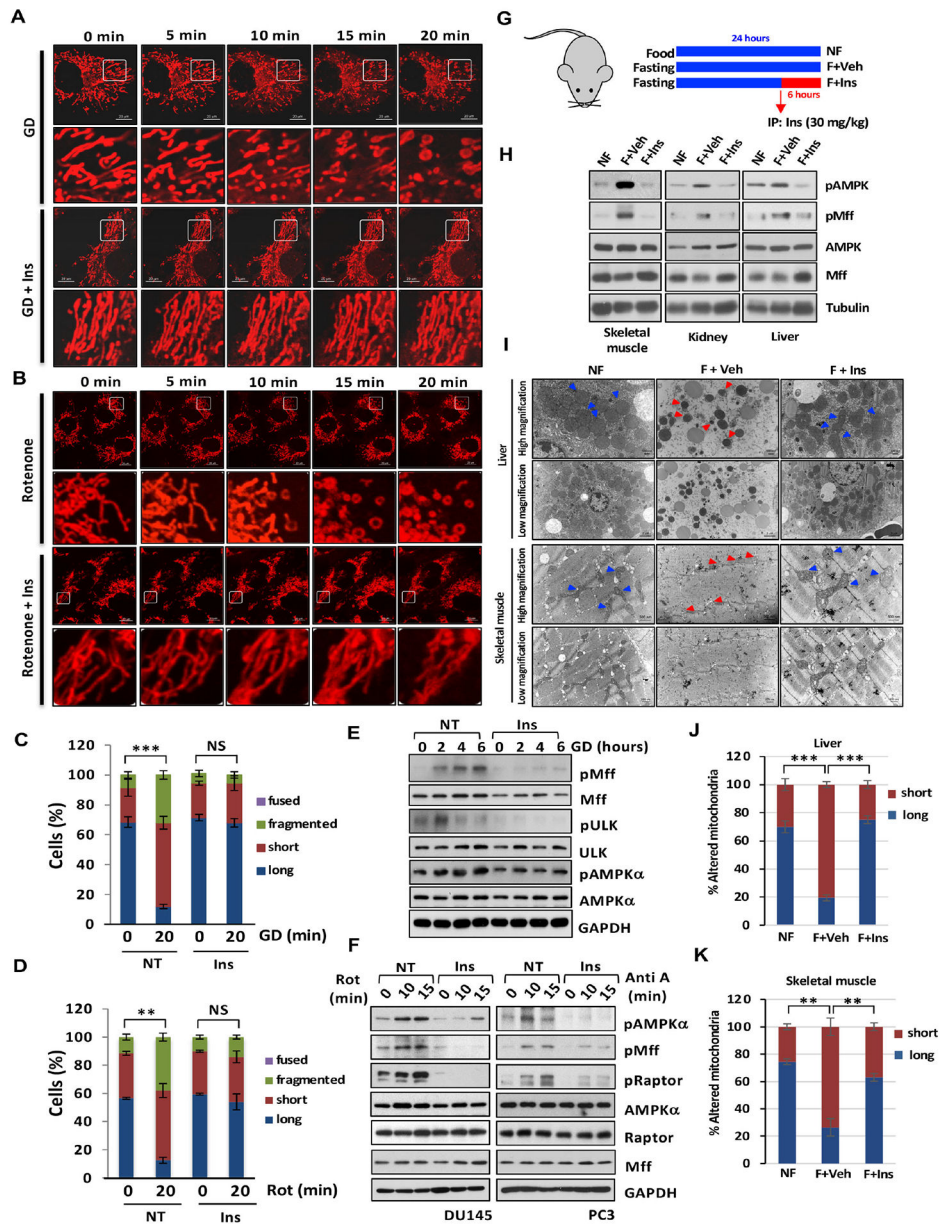 A
0 min 5 min 10 min 15 min 20 min
GD
GD + Ins
B
0 min 5 min 10 min 15 min 20 min
Rotenone
Rotenone + Ins
C
*** NS
120
100
80
60
40
20
0
Cells (%)
fused
fragmented
short
long
0 20 0 20 GD (min)
NT Ins
D
** NS
120
100
80
60
40
20
0
Cells (%)
fused
fragmented
short
long
0 20 0 20 Rot (min)
NT Ins
E
NT Ins
0 2 4 6 0 2 4 6 GD (hours)
pMff
Mff
pULK
ULK
pAMPKα
AMPKα
GAPDH
F
Rot (min) NT Ins NT Ins Anti A (min)
0 10 15 0 10 15 0 10 15 0 10 15
pAMPKα
pMff
pRaptor
AMPKα
Raptor
Mff
GAPDH
DU145 PC3
G
24 hours
Food NF
Fasting F+Veh
Fasting F+Ins
6 hours
IP: Ins (30 mg/kg)
H
NF F+Veh F+Ins NF F+Veh F+Ins NF F+Veh F+Ins
pAMPK
pMff
AMPK
Mff
Tubulin
Skeletal muscle Kidney Liver
I
NF F + Veh F + Ins
Liver
High magnification
Low magnification
Skeletal muscle
High magnification
Low magnification
J
Liver
*** ***
120
100
80
60
40
20
0
% Altered mitochondria
short
long
NF F+Veh F+Ins
K
Skeletal muscle
** **
120
100
80
60
40
20
0
% Altered mitochondria
short
long
NF F+Veh F+Ins